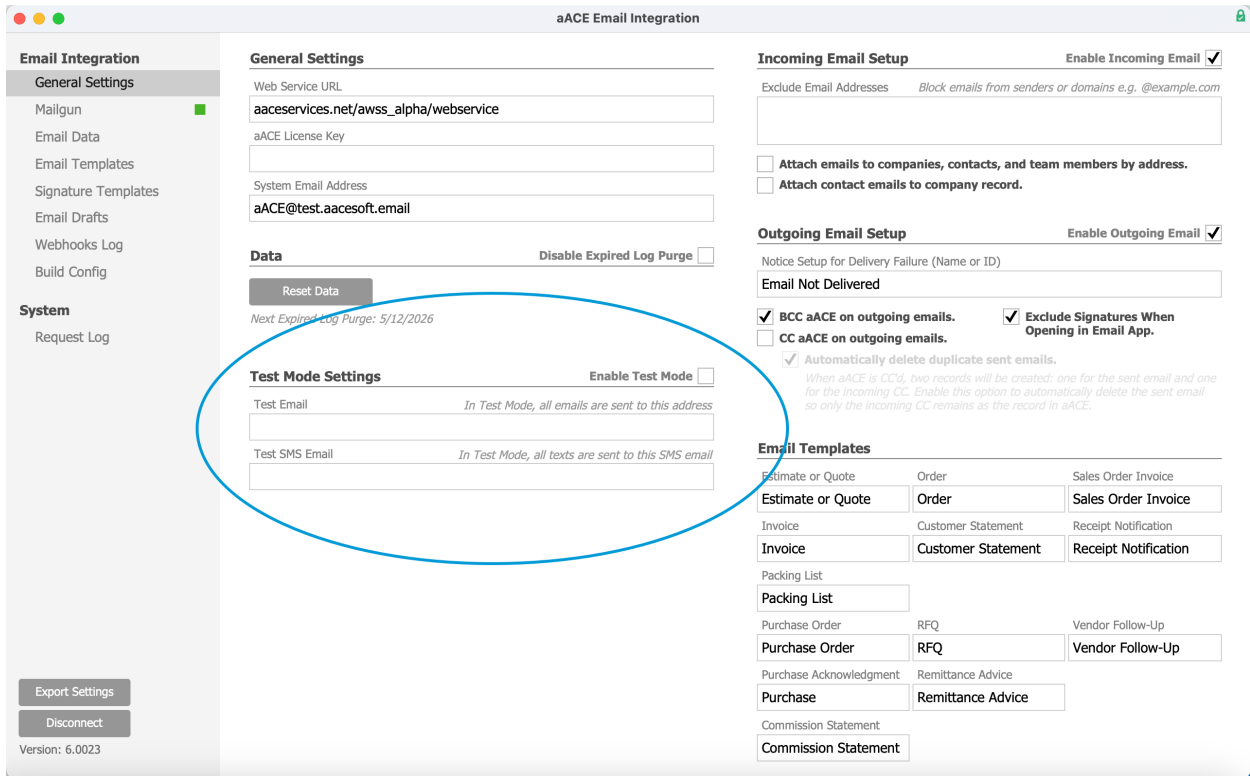 aACE Email Integration
Email Integration
General Settings
Mailgun
Email Data
Email Templates
Signature Templates
Email Drafts
Webhooks Log
Build Config
System
Request Log
Export Settings
Disconnect
Version: 6.0023
General Settings
Web Service URL
aaceservices.net/awss_alpha/webservice
aACE License Key
System Email Address
aACE@test.aacesoft.email
Data
Disable Expired Log Purge
Reset Data
Next Expired Log Purge: 5/12/2026
Test Mode Settings
Enable Test Mode
Test Email
In Test Mode, all emails are sent to this address
Test SMS Email
In Test Mode, all texts are sent to this SMS email
Incoming Email Setup
Enable Incoming Email
Exclude Email Addresses
Block emails from senders or domains e.g. @example.com
Attach emails to companies, contacts, and team members by address.
Attach contact emails to company record.
Outgoing Email Setup
Enable Outgoing Email
Notice Setup for Delivery Failure (Name or ID)
Email Not Delivered
BCC aACE on outgoing emails.
CC aACE on outgoing emails.
Exclude Signatures When
Opening in Email App.
Automatically delete duplicate sent emails.
When aACE is CC'd, two records will be created: one for the sent email and one
for the incoming CC. Enable this option to automatically delete the sent email
so only the incoming CC remains as the record in aACE.
Email Templates
Estimate or Quote
Order
Sales Order Invoice
Estimate or Quote
Order
Sales Order Invoice
Invoice
Customer Statement
Receipt Notification
Invoice
Customer Statement
Receipt Notification
Packing List
Packing List
Purchase Order
RFQ
Vendor Follow-Up
Purchase Order
RFQ
Vendor Follow-Up
Purchase Acknowledgment
Remittance Advice
Purchase
Remittance Advice
Commission Statement
Commission Statement